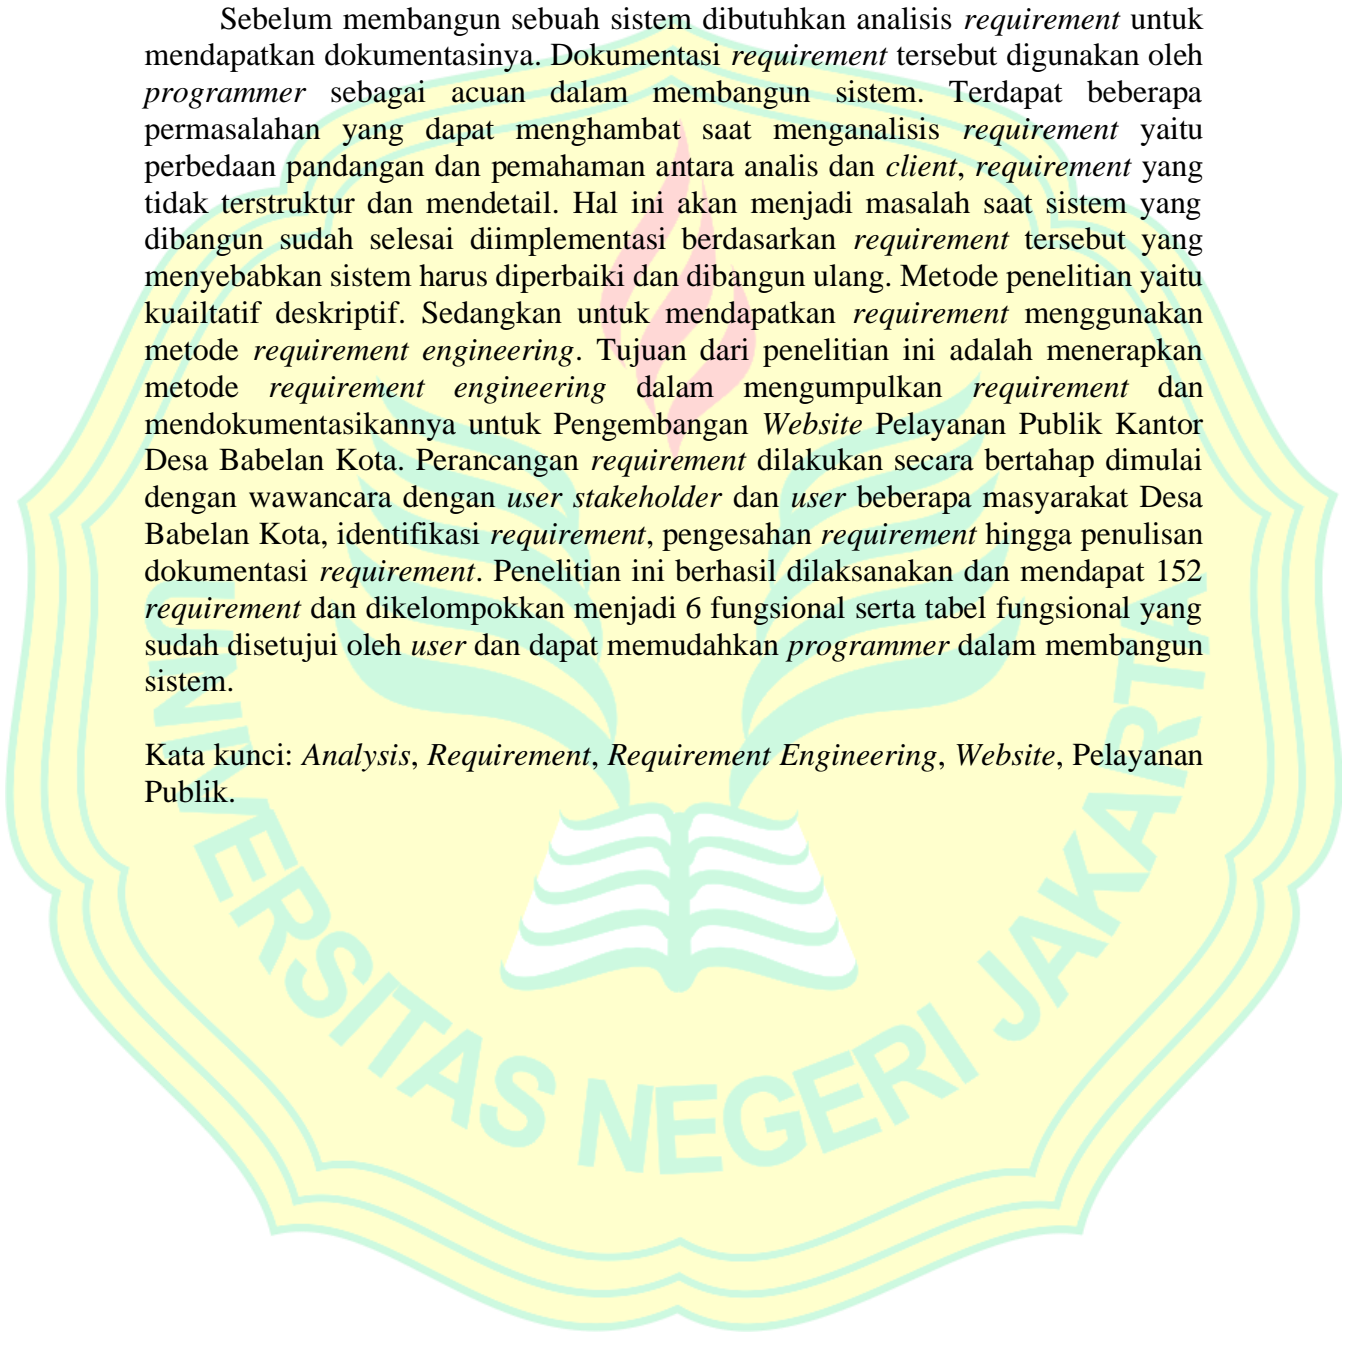 Sebelum membangun sebuah sistem dibutuhkan analisis requirement untuk
mendapatkan dokumentasinya. Dokumentasi requirement tersebut digunakan oleh
programmer sebagai acuan dalam membangun sistem. Terdapat beberapa
permasalahan yang dapat menghambat saat menganalisis requirement yaitu
perbedaan pandangan dan pemahaman antara analis dan client, requirement yang
tidak terstruktur dan mendetail. Hal ini akan menjadi masalah saat sistem yang
dibangun sudah selesai diimplementasi berdasarkan requirement tersebut yang
menyebabkan sistem harus diperbaiki dan dibangun ulang. Metode penelitian yaitu
kuailtatif deskriptif. Sedangkan untuk mendapatkan requirement menggunakan
metode requirement engineering. Tujuan dari penelitian ini adalah menerapkan
metode requirement engineering dalam mengumpulkan requirement dan
mendokumentasikannya untuk Pengembangan Website Pelayanan Publik Kantor
Desa Babelan Kota. Perancangan requirement dilakukan secara bertahap dimulai
dengan wawancara dengan user stakeholder dan user beberapa masyarakat Desa
Babelan Kota, identifikasi requirement, pengesahan requirement hingga penulisan
dokumentasi requirement. Penelitian ini berhasil dilaksanakan dan mendapat 152
requirement dan dikelompokkan menjadi 6 fungsional serta tabel fungsional yang
sudah disetujui oleh user dan dapat memudahkan programmer dalam membangun
sistem.
Kata kunci: Analysis, Requirement, Requirement Engineering, Website, Pelayanan
Publik.
UNIVERSITAS NEGERI JAKARTA